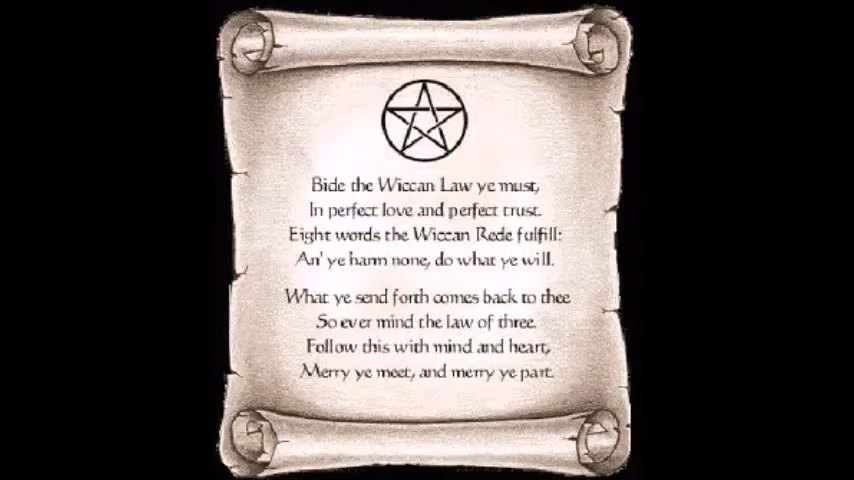 Bide the Wiccan Law ye must,
In perfect love and perfect trust.
Eight words the Wiccan Rede fulfill:
An' ye harm none, do what ye will.
What ye send forth comes back to thee
So ever mind the law of three.
Follow this with mind and heart,
Merry ye meet, and merry ye part.